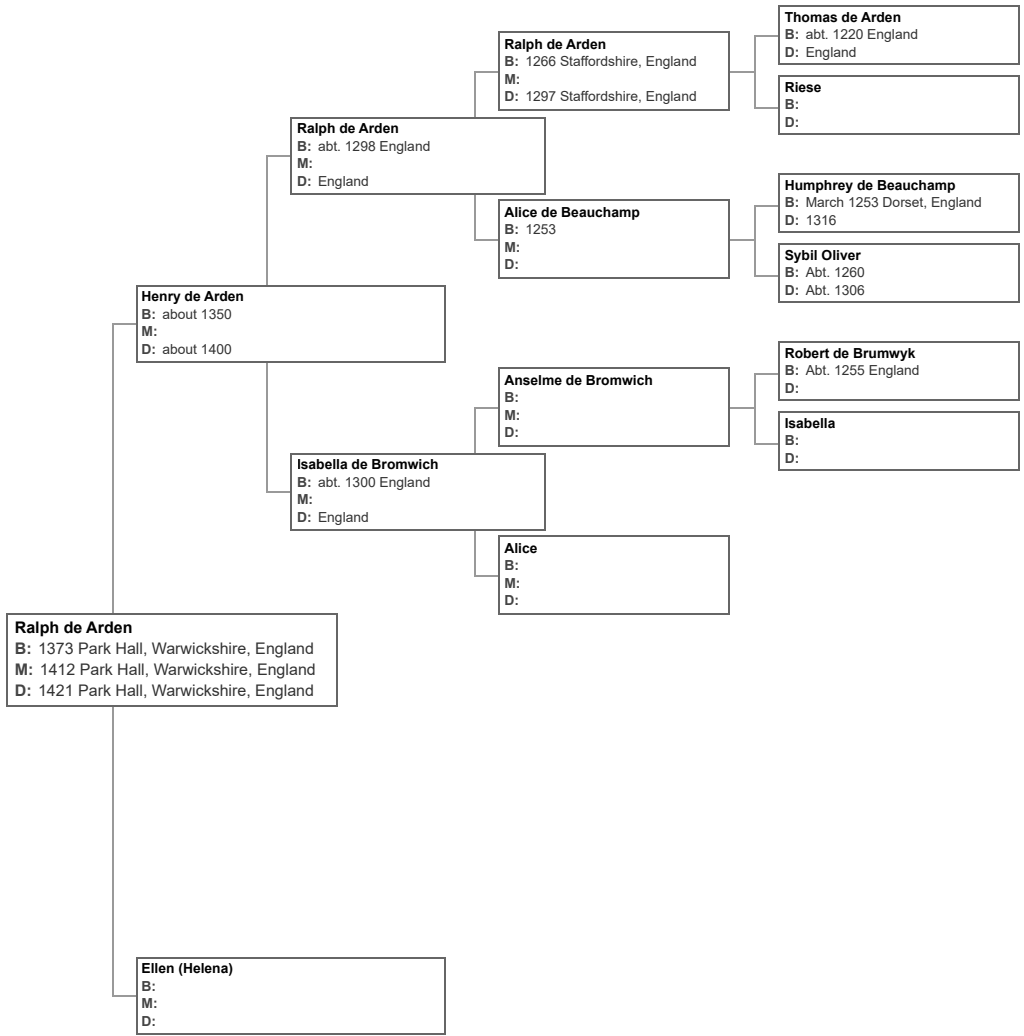 Thomas de Arden
B: abt. 1220 England
D: England
Ralph de Arden
B: 1266 Staffordshire, England
M:
D: 1297 Staffordshire, England
Riese
B:
D:
Ralph de Arden
B: abt. 1298 England
M:
D: England
Humphrey de Beauchamp
B: March 1253 Dorset, England
D: 1316
Alice de Beauchamp
B: 1253
M:
D:
Sybil Oliver
B: Abt. 1260
D: Abt. 1306
Henry de Arden
B: about 1350
M:
D: about 1400
Robert de Brumwyk
B: Abt. 1255 England
D:
Anselme de Bromwich
B:
M:
D:
Isabella
B:
D:
Isabella de Bromwich
B: abt. 1300 England
M:
D: England
Alice
B:
M:
D:
Ralph de Arden
B: 1373 Park Hall, Warwickshire, England
M: 1412 Park Hall, Warwickshire, England
D: 1421 Park Hall, Warwickshire, England
Ellen (Helena)
B:
M:
D: